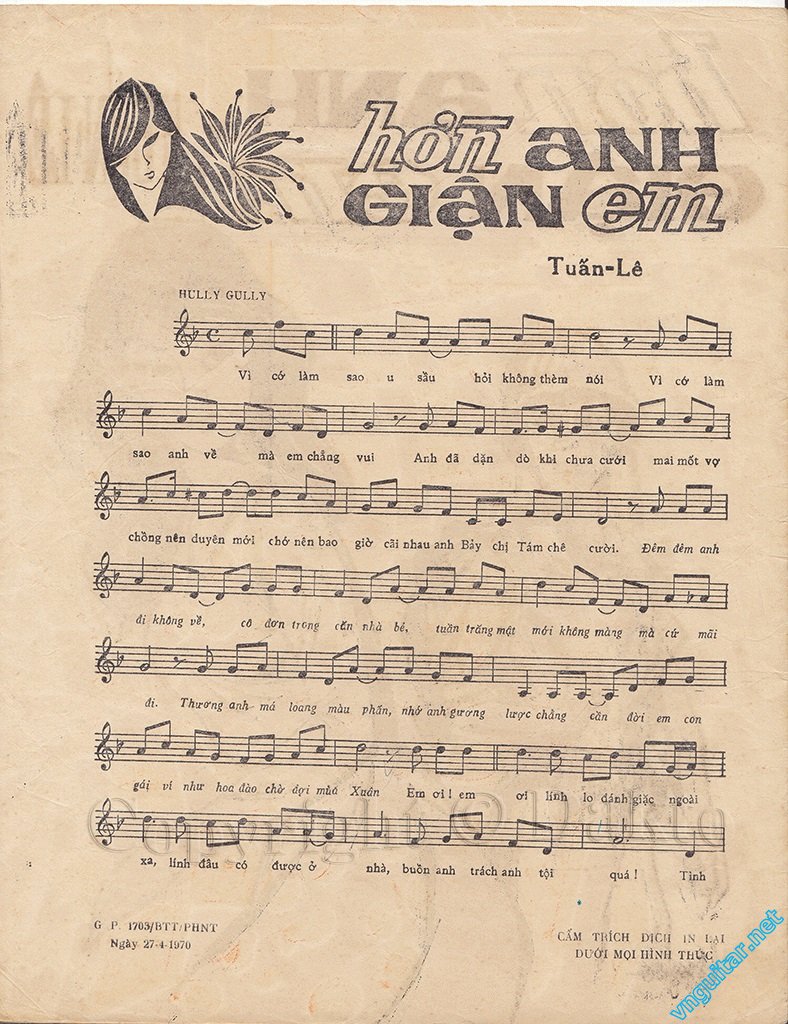 hờn ANH
GIẬN em
Tuấn-Lê
HULLY GULLY
Vì cớ làm sao u sầu hỏi không thèm nói Vì cớ làm
sao anh về mà em chẳng vui Anh đã dặn dò khi chưa cưới mai mốt vợ
chồng nên duyên mới chớ nên bao giờ cãi nhau anh Bảy chị Tám chê cười. Đêm đêm anh
đi không về, cô đơn trong căn nhà bé, tuần trăng mật mới không màng mà cứ mãi
đi. Thương anh má loang màu phấn, nhớ anh gương lược chẳng cần đời em con
gái ví như hoa đào chờ đợi mùa Xuân Em ơi! em ơi lính lo đánh giặc ngoài
xa, lính đâu có được ở nhà, buồn anh trách anh tội quá! Tình
Copyright © Dakto
G P. 1703/BTT/PHNT
Ngày 27-4-1970
CẤM TRÍCH DỊCH IN LẠI
DƯỚI MỌI HÌNH THỨC
vnguitar.net